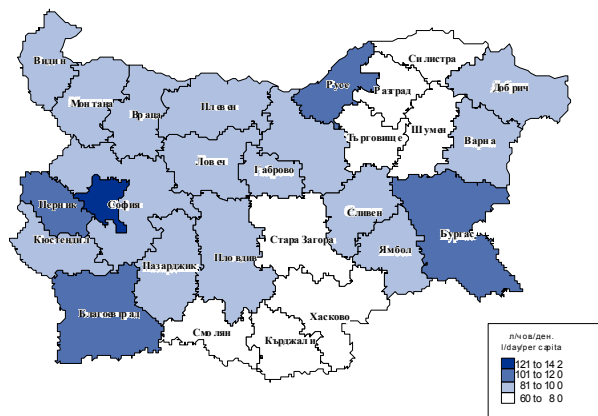 Видин
Монтана
Враца
Плевен
Русе
Силистра
Разград
Добрич
Търговище
Шумен
Варна
Ловеч
Габрово
Перник
София
Кюстендил
Пазарджик
Пловдив
Стара Загора
Сливен
Ямбол
Бургас
Благоевград
Смолян
Кърджали
Хасково
л/чов/ден.
l/day/per capita
121 to 142
101 to 120
81 to 100
60 to 80